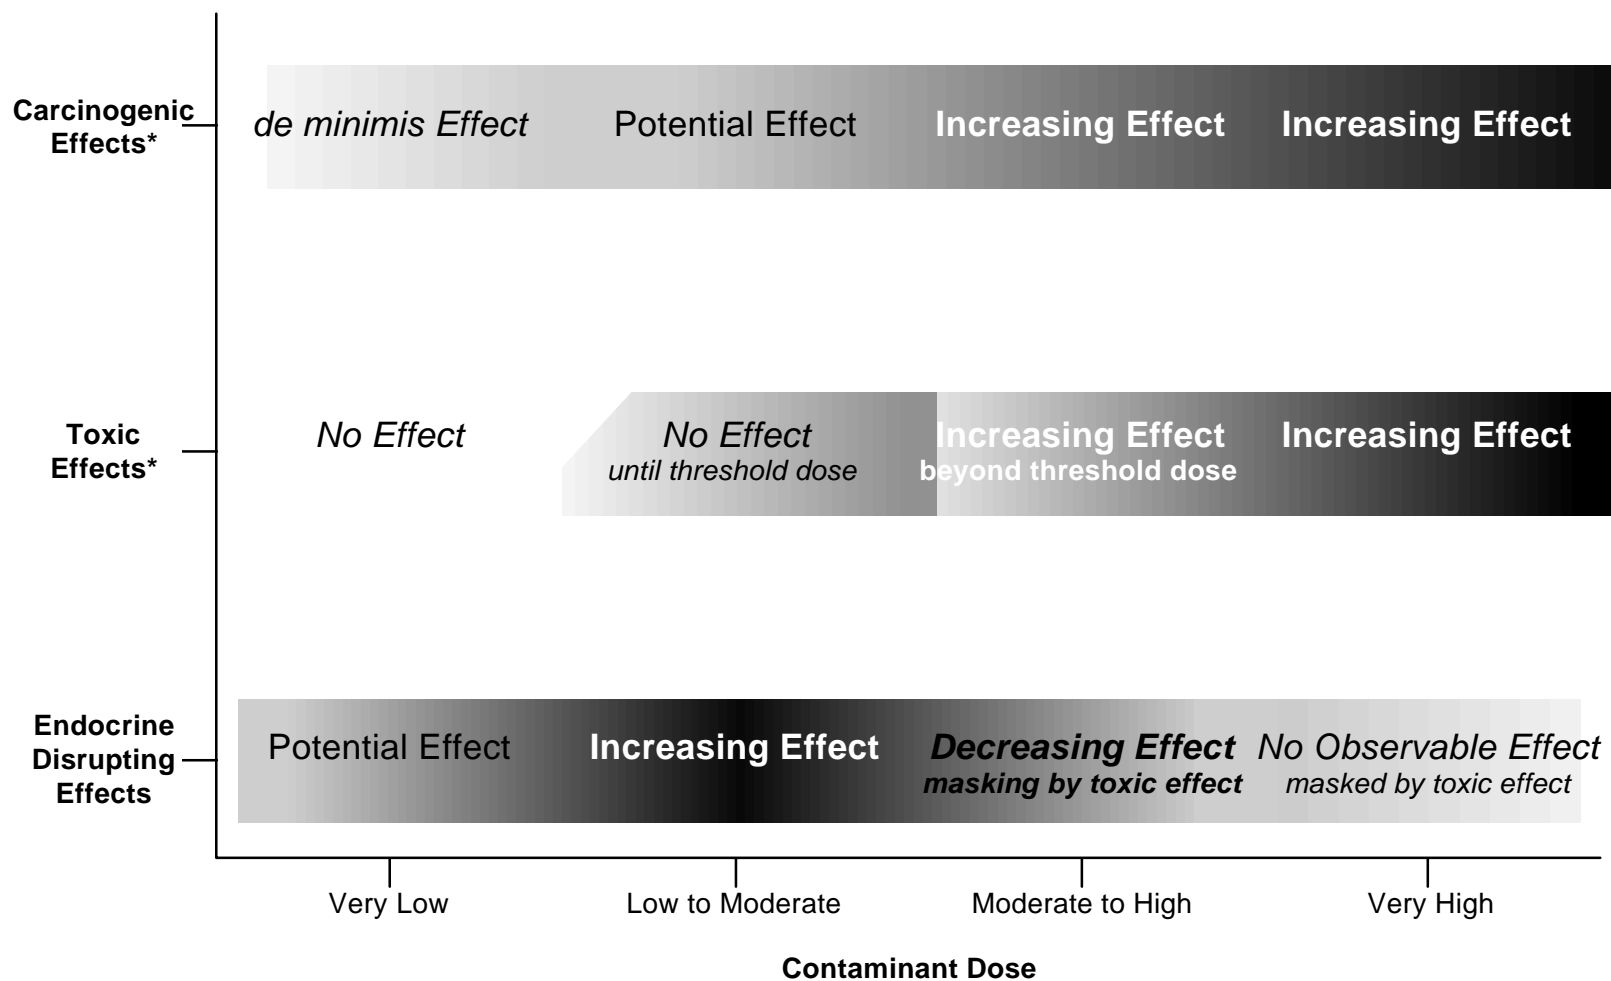 Carcinogenic
Effects*
de minimis Effect
Potential Effect
Increasing Effect
Increasing Effect
Toxic
Effects*
No Effect
No Effect
until threshold dose
Increasing Effect
beyond threshold dose
Increasing Effect
Endocrine
Disrupting
Effects
Potential Effect
Increasing Effect
Decreasing Effect
masking by toxic effect
No Observable Effect
masked by toxic effect
Very Low
Low to Moderate
Moderate to High
Very High
Contaminant Dose